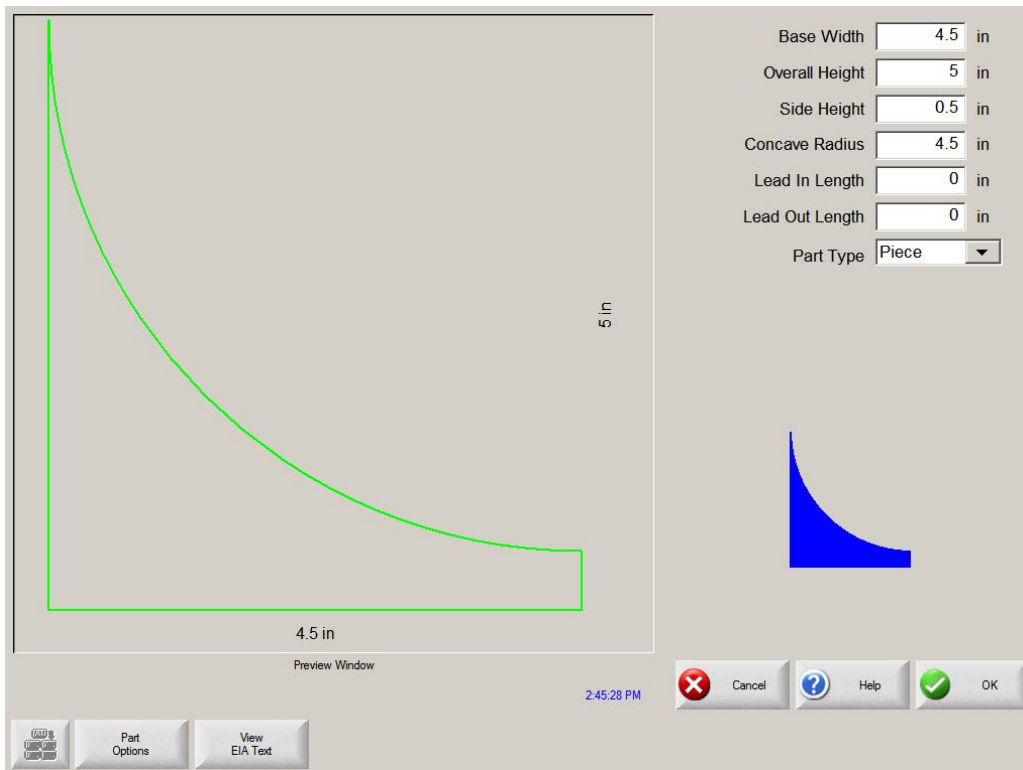 Base Width 4.5 in
Overall Height 5 in
Side Height 0.5 in
Concave Radius 4.5 in
Lead In Length 0 in
Lead Out Length 0 in
Part Type Piece
5 in
4.5 in
Preview Window
2:45:28 PM
Cancel
Help
OK
Part
Options
View
EIA Text